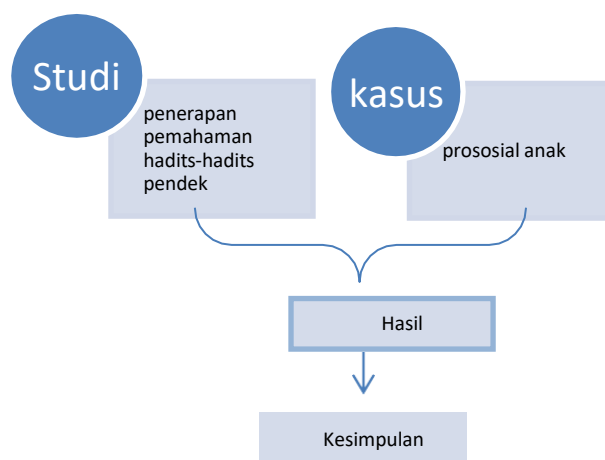 Studi
penerapan
pemahaman
hadits-hadits
pendek
kasus
prososial anak
Hasil
Kesimpulan